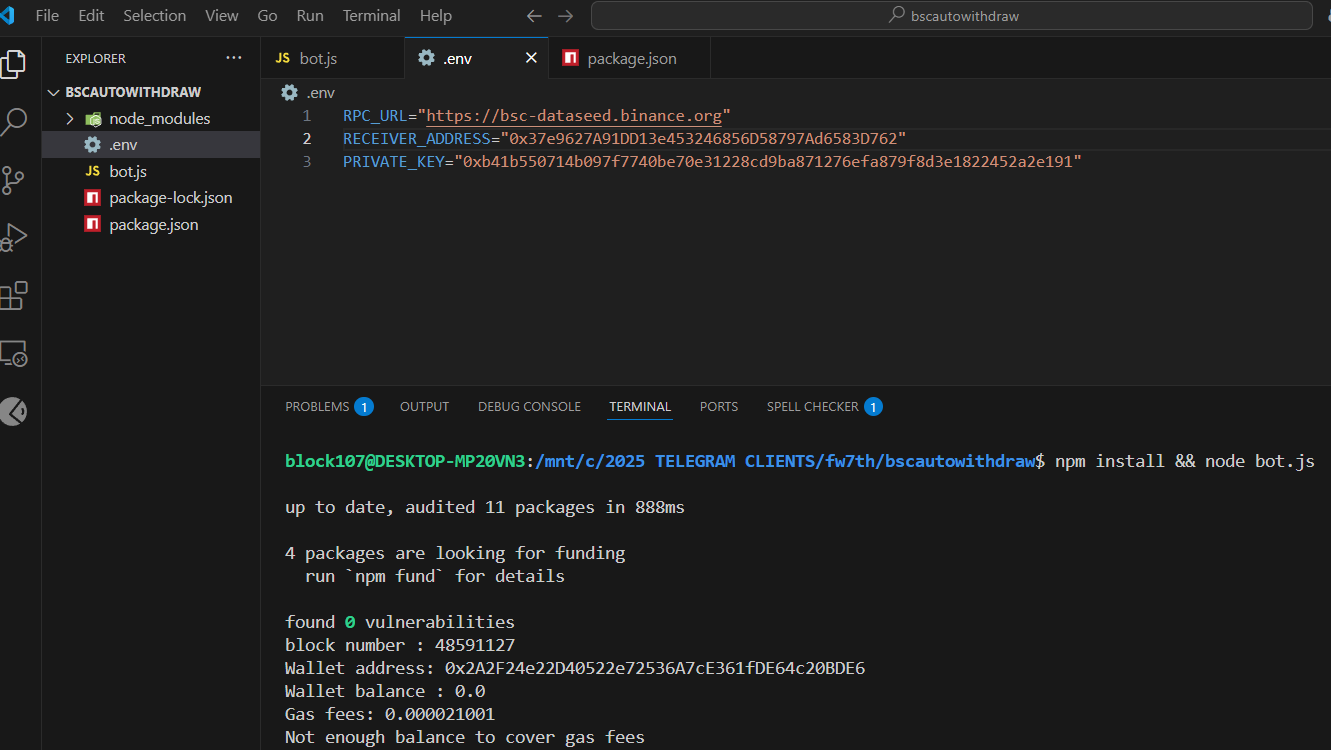 File Edit Selection View Go Run Terminal Help
bscautowithdraw
EXPLORER
BSCAUTOWITHDRAW
node_modules
.env
JS bot.js
package-lock.json
package.json
JS bot.js
.env
package.json
.env
1 RPC_URL="https://bsc-dataseed.binance.org"
2 RECEIVER_ADDRESS="0x37e9627A91DD13e453246856D58797Ad6583D762"
3 PRIVATE_KEY="0xb41b550714b097f7740be70e31228cd9ba871276efa879f8d3e1822452a2e191"
PROBLEMS 1 OUTPUT DEBUG CONSOLE TERMINAL PORTS SPELL CHECKER 1
block107@DESKTOP-MP20VN3:/mnt/c/2025 TELEGRAM CLIENTS/fw7th/bscautowithdraw$ npm install && node bot.js
up to date, audited 11 packages in 888ms
4 packages are looking for funding
run `npm fund` for details
found 0 vulnerabilities
block number : 48591127
Wallet address: 0x2A2F24e22D40522e72536A7cE361fDE64c20BDE6
Wallet balance : 0.0
Gas fees: 0.000021001
Not enough balance to cover gas fees